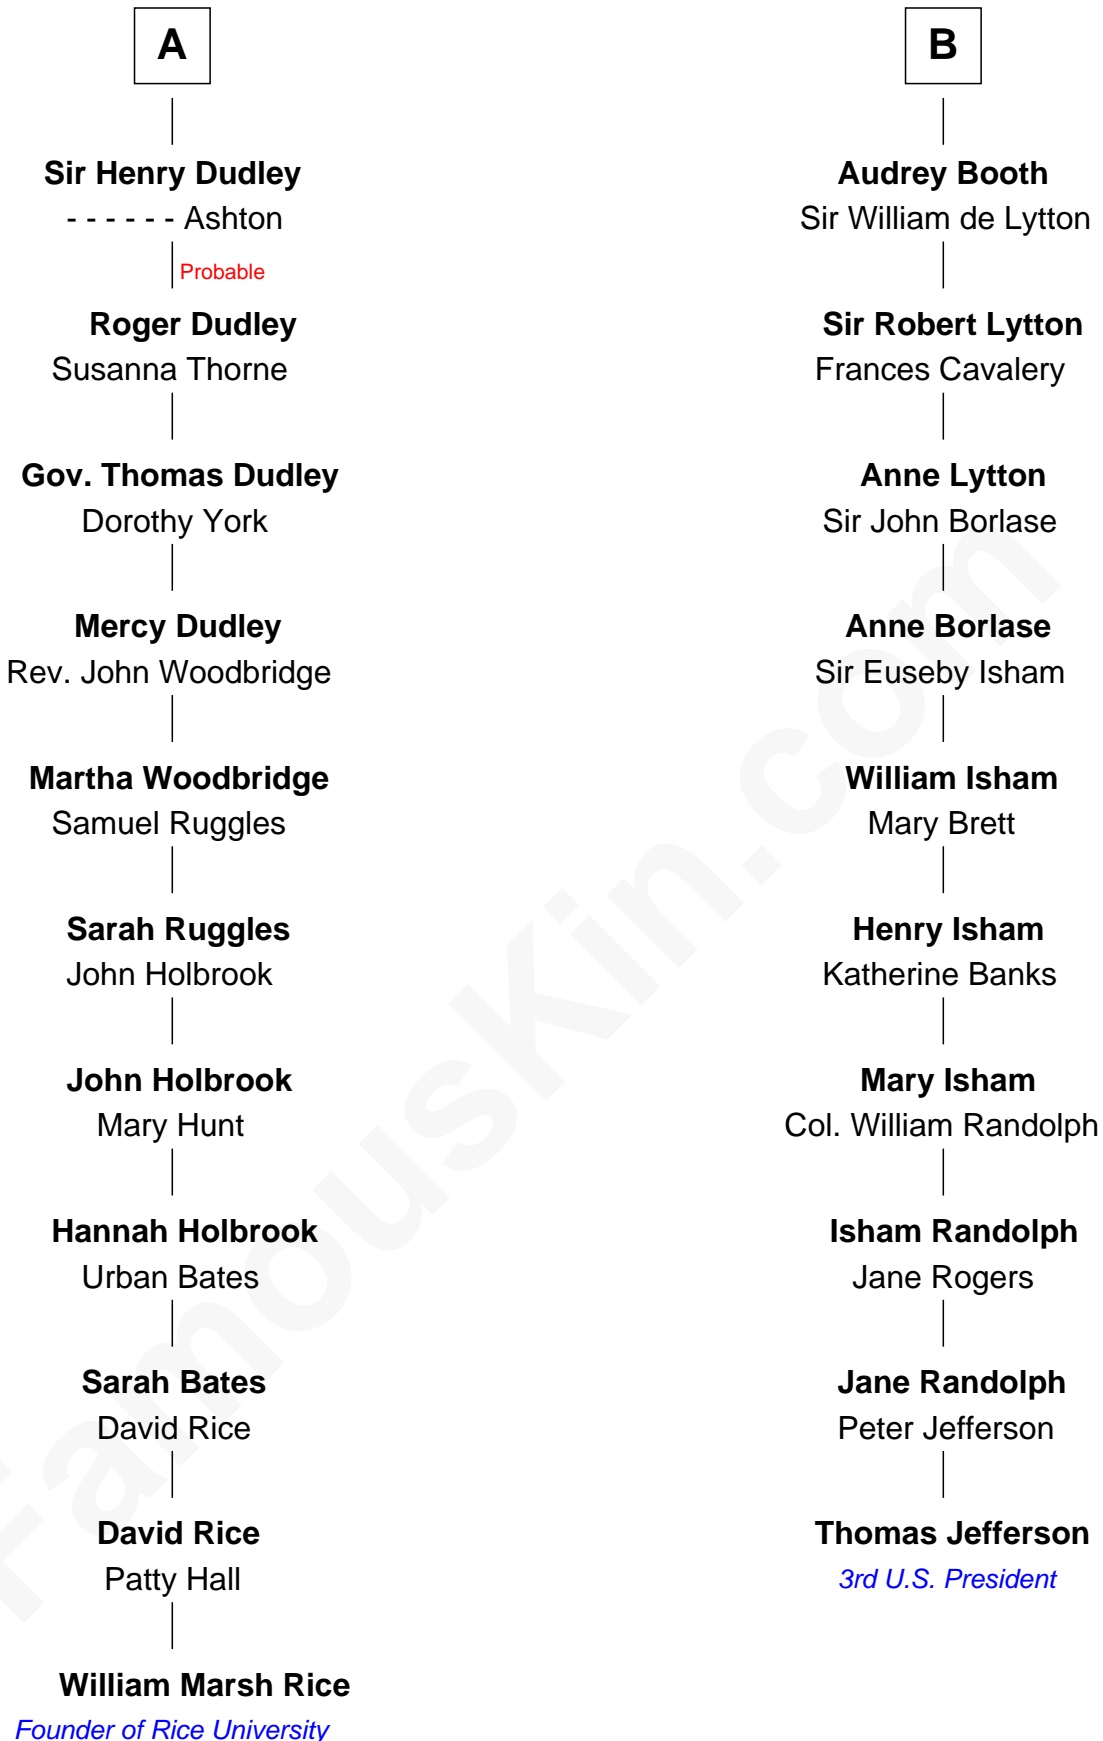 A
Sir Henry Dudley
- - - - - - Ashton
Probable
Roger Dudley
Susanna Thorne
Gov. Thomas Dudley
Dorothy York
Mercy Dudley
Rev. John Woodbridge
Martha Woodbridge
Samuel Ruggles
Sarah Ruggles
John Holbrook
John Holbrook
Mary Hunt
Hannah Holbrook
Urban Bates
Sarah Bates
David Rice
David Rice
Patty Hall
William Marsh Rice
Founder of Rice University
B
Audrey Booth
Sir William de Lytton
Sir Robert Lytton
Frances Cavalery
Anne Lytton
Sir John Borlase
Anne Borlase
Sir Euseby Isham
William Isham
Mary Brett
Henry Isham
Katherine Banks
Mary Isham
Col. William Randolph
Isham Randolph
Jane Rogers
Jane Randolph
Peter Jefferson
Thomas Jefferson
3rd U.S. President
FamousKin.com